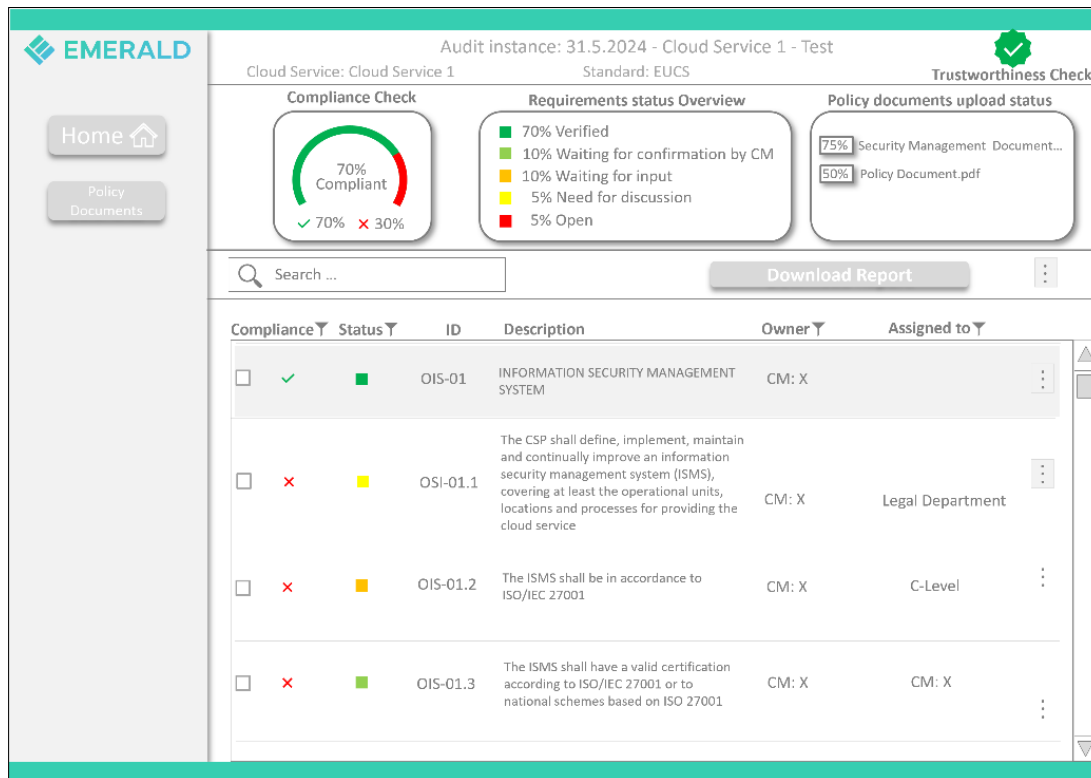 EMERALD
Audit instance: 31.5.2024 - Cloud Service 1 - Test
Cloud Service: Cloud Service 1
Standard: EUCS
Trustworthiness Check
Home
Policy
Documents
Compliance Check
70%
Compliant
70% 30%
Requirements status Overview
70% Verified
10% Waiting for confirmation by CM
10% Waiting for input
5% Need for discussion
5% Open
Policy documents upload status
75% Security Management Document...
50% Policy Document.pdf
Search ...
Download Report
Compliance Status ID Description Owner Assigned to
OIS-01
INFORMATION SECURITY MANAGEMENT
SYSTEM
CM: X
OSI-01.1
The CSP shall define, implement, maintain
and continually improve an information
security management system (ISMS),
covering at least the operational units,
locations and processes for providing the
cloud service
CM: X
Legal Department
OIS-01.2
The ISMS shall be in accordance to
ISO/IEC 27001
CM: X
C-Level
OIS-01.3
The ISMS shall have a valid certification
according to ISO/IEC 27001 or to
national schemes based on ISO 27001
CM: X
CM: X